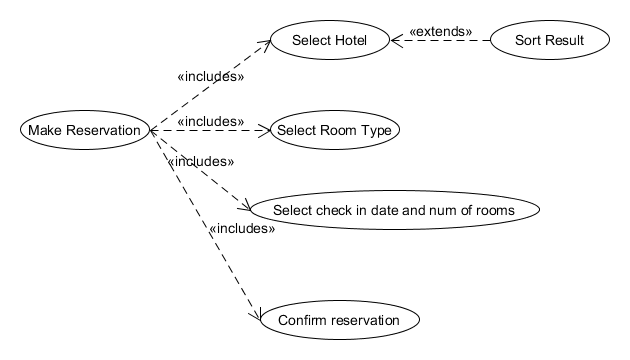 Select Hotel
«extends»
Sort Result
«includes»
Make Reservation
«includes»
Select Room Type
«includes»
Select check in date and num of rooms
«includes»
Confirm reservation